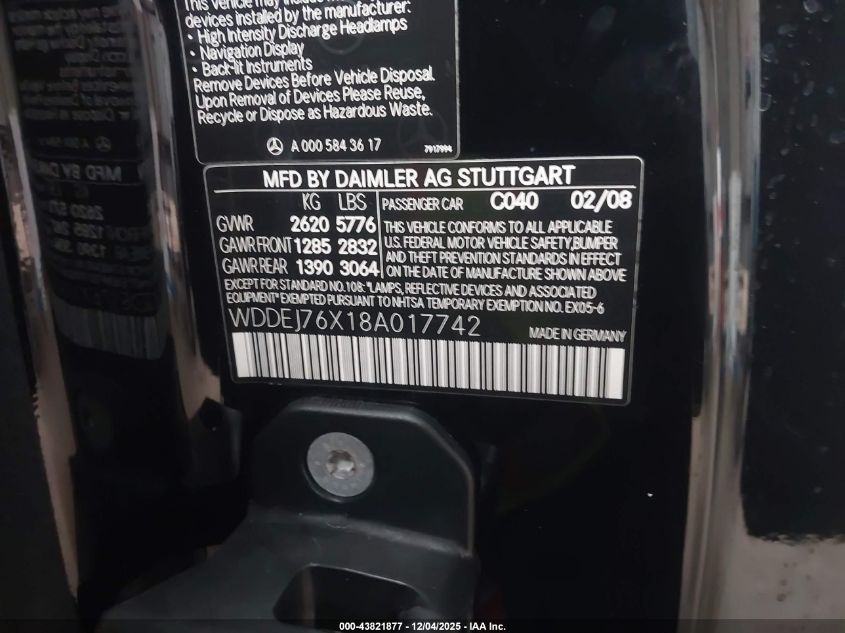 This vehicle may include
devices installed by the manufacturer:
• High Intensity Discharge Headlamps
• Navigation Display
• Back-lit Instruments
Remove Devices Before Vehicle Disposal.
Upon Removal of Devices Please Reuse,
Recycle or Dispose as Hazardous Waste.
A 000 584 36 17 7917994
MFD BY DAIMLER AG STUTTGART
KG LBS PASSENGER CAR C040 02/08
GVWR 2620 5776
GAWR FRONT 1285 2832
GAWR REAR 1390 3064
THIS VEHICLE CONFORMS TO ALL APPLICABLE
U.S. FEDERAL MOTOR VEHICLE SAFETY, BUMPER
AND THEFT PREVENTION STANDARDS IN EFFECT
ON THE DATE OF MANUFACTURE SHOWN ABOVE
EXCEPT FOR STANDARD NO. 108: "LAMPS, REFLECTIVE DEVICES AND ASSOCIATED
EQUIPMENT" EXEMPTED PURSUANT TO NHTSA TEMPORARY EXEMPTION NO. EX05-6
WDDEJ76X18A017742 MADE IN GERMANY
000-43821877 - 12/04/2025 - IAA Inc.